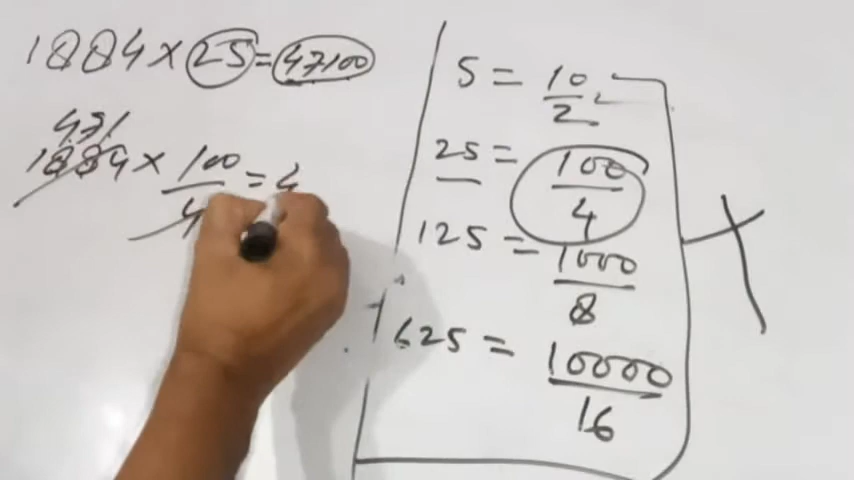 1884 × 25 = 47100
471
1884 × 100/4 = 4
5 = 10/2
25 = 100/4
125 = 1000/8
625 = 10000/16